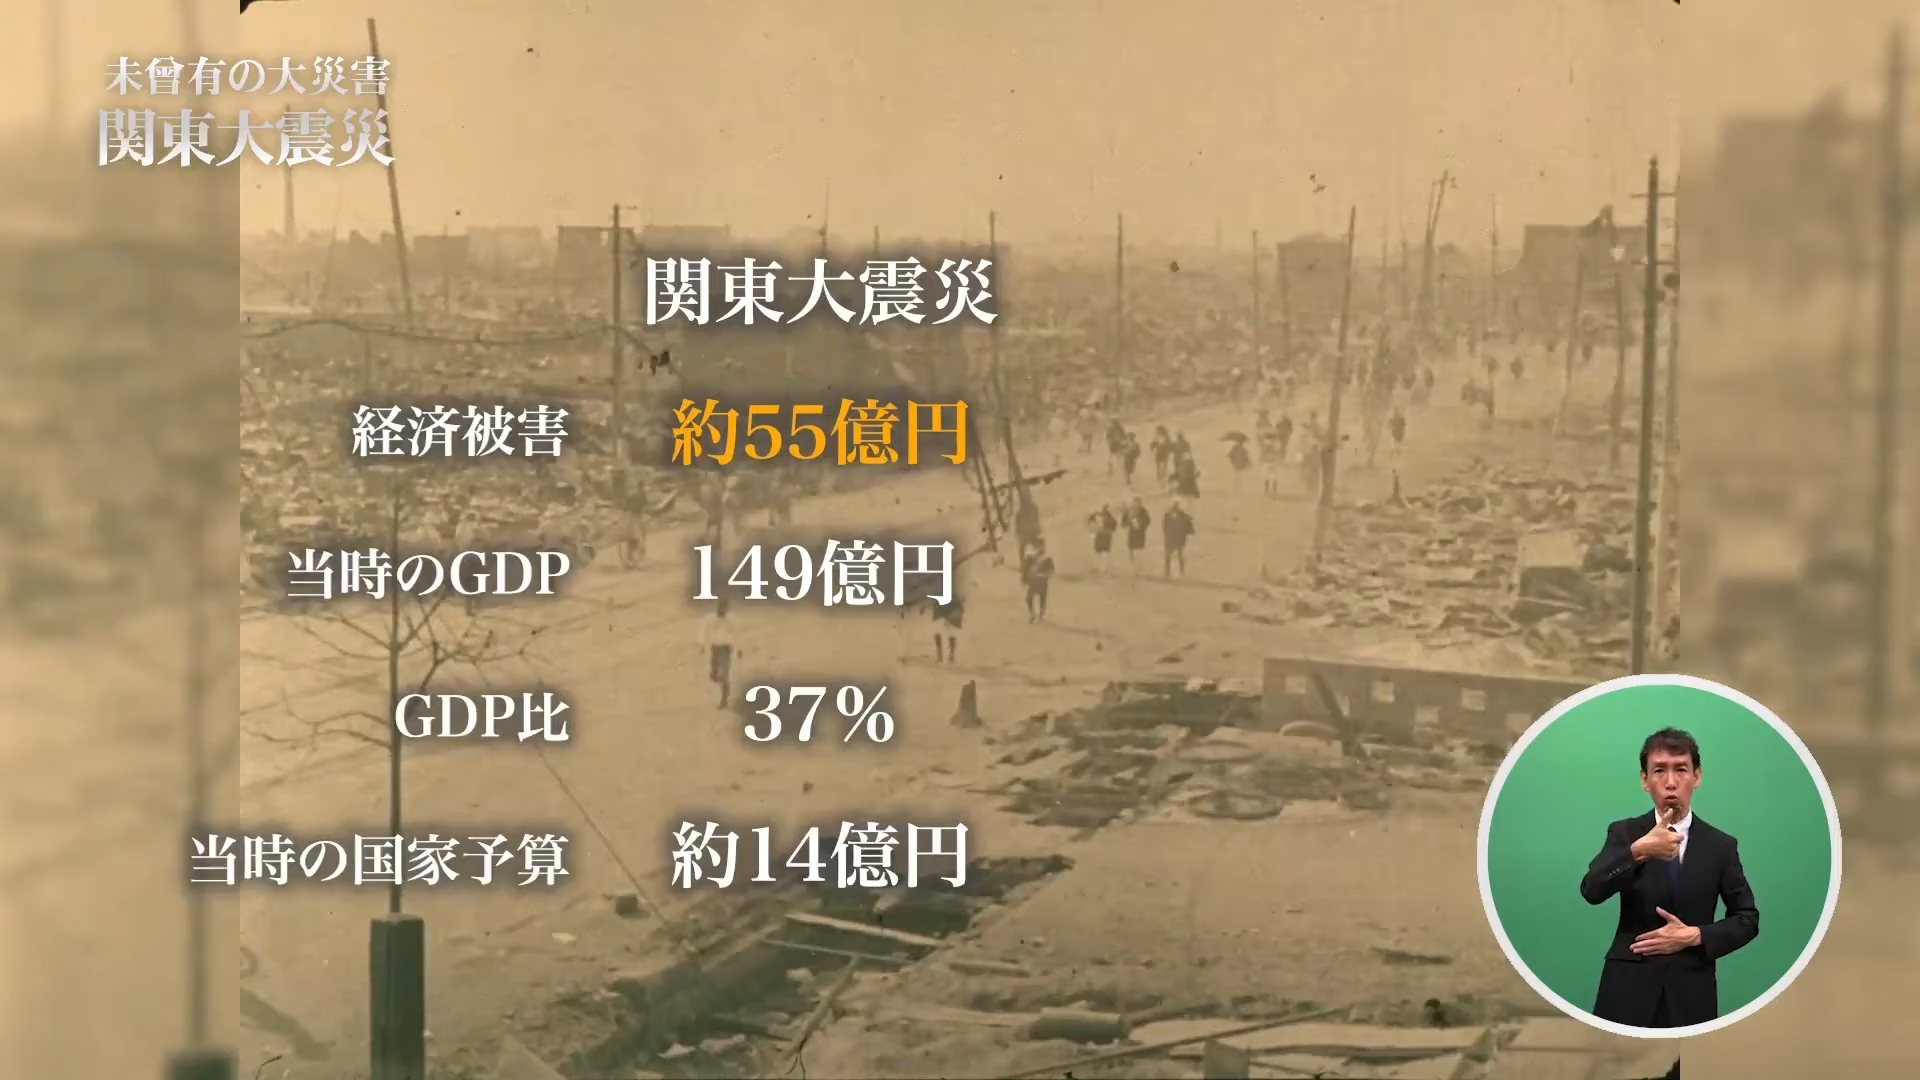 未曾有の大災害
関東大震災
関東大震災
経済被害 約55億円
当時のGDP 149億円
GDP比 37%
当時の国家予算 約14億円